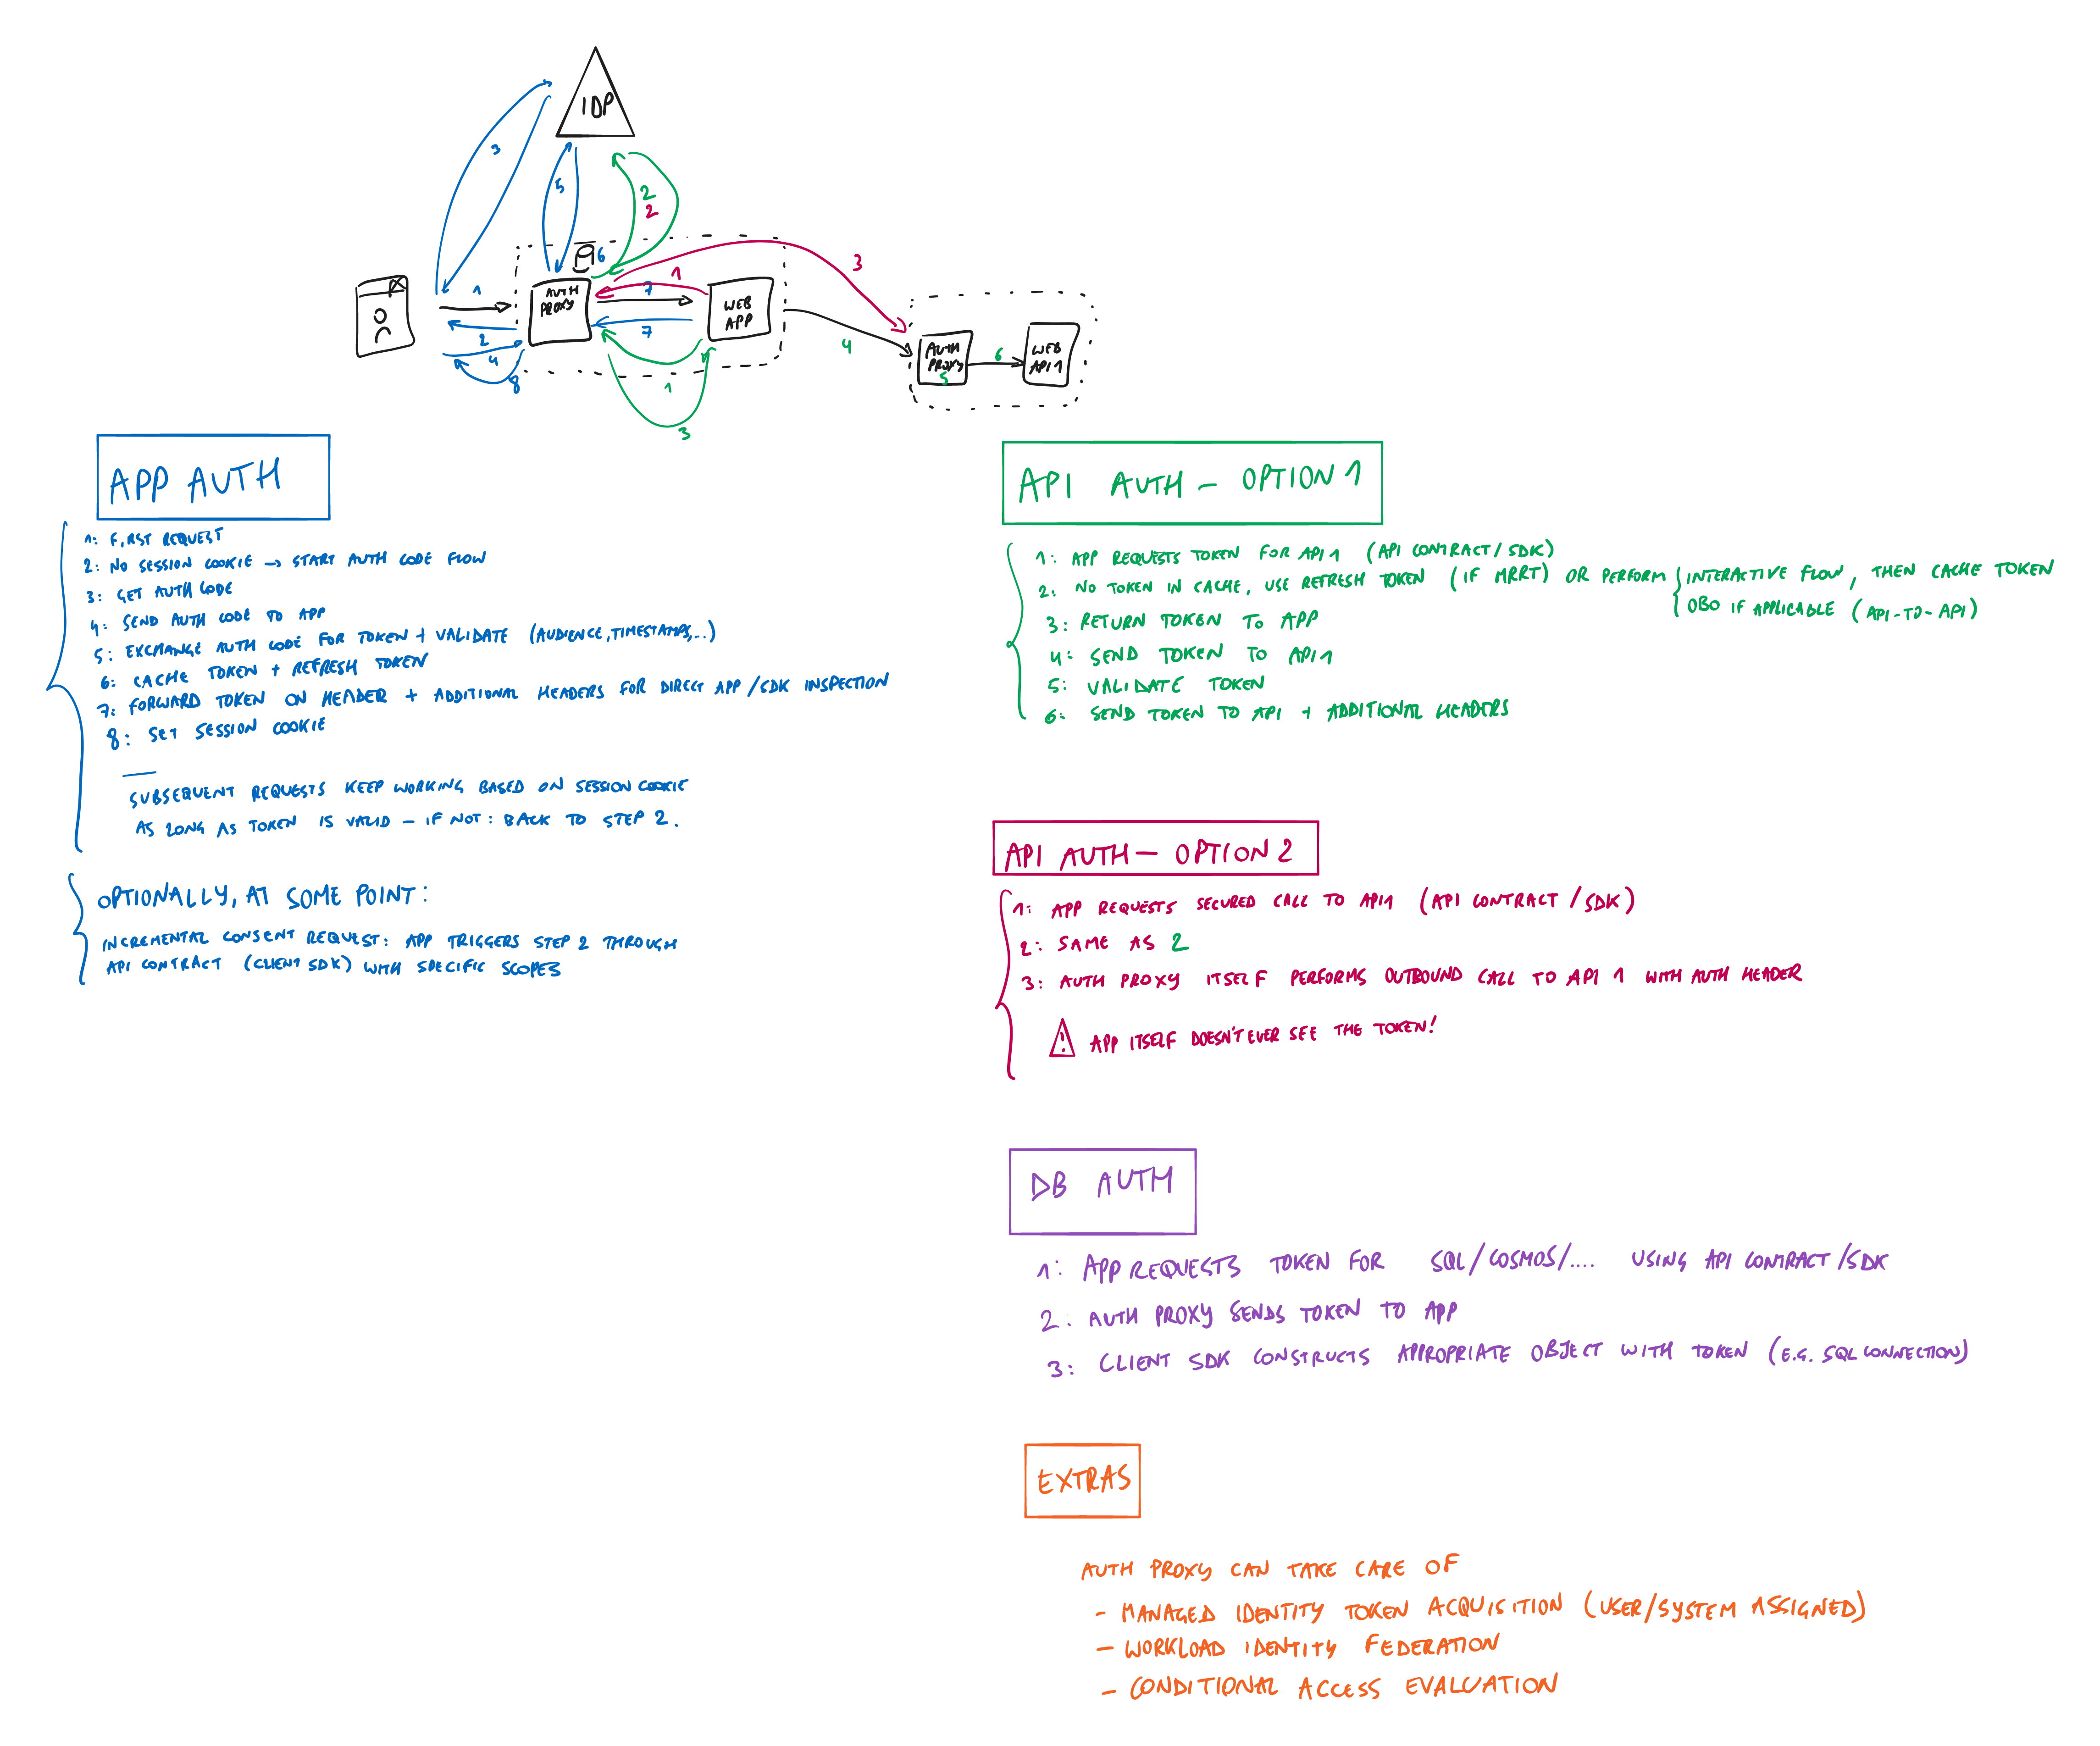 IDP
3
5
2
2
6
3
1
1
7
AUTH
PROXY
WEB
APP
7
2
4
8
1
3
4
AUTH
PROXY
5
6
WEB
API 1
APP AUTH
1: FIRST REQUEST
2: NO SESSION COOKIE → START AUTH CODE FLOW
3: GET AUTH CODE
4: SEND AUTH CODE TO APP
5: EXCHANGE AUTH CODE FOR TOKEN + VALIDATE (AUDIENCE, TIMESTAMPS,...)
6: CACHE TOKEN + REFRESH TOKEN
7: FORWARD TOKEN ON HEADER + ADDITIONAL HEADERS FOR DIRECT APP/SDK INSPECTION
8: SET SESSION COOKIE
SUBSEQUENT REQUESTS KEEP WORKING BASED ON SESSION COOKIE
AS LONG AS TOKEN IS VALID - IF NOT: BACK TO STEP 2.
OPTIONALLY, AT SOME POINT:
INCREMENTAL CONSENT REQUEST: APP TRIGGERS STEP 2 THROUGH
API CONTRACT (CLIENT SDK) WITH SPECIFIC SCOPES
API AUTH - OPTION 1
1: APP REQUESTS TOKEN FOR API 1 (API CONTRACT/SDK)
2: NO TOKEN IN CACHE, USE REFRESH TOKEN (IF MRRT) OR PERFORM { INTERACTIVE FLOW, THEN CACHE TOKEN
OBO IF APPLICABLE (API-TO-API)
3: RETURN TOKEN TO APP
4: SEND TOKEN TO API 1
5: VALIDATE TOKEN
6: SEND TOKEN TO API + ADDITIONAL HEADERS
API AUTH - OPTION 2
1: APP REQUESTS SECURED CALL TO API1 (API CONTRACT/SDK)
2: SAME AS 2
3: AUTH PROXY ITSELF PERFORMS OUTBOUND CALL TO API 1 WITH AUTH HEADER
! APP ITSELF DOESN'T EVER SEE THE TOKEN!
DB AUTH
1: APP REQUESTS TOKEN FOR SQL/COSMOS/.... USING API CONTRACT/SDK
2: AUTH PROXY SENDS TOKEN TO APP
3: CLIENT SDK CONSTRUCTS APPROPRIATE OBJECT WITH TOKEN (E.G. SQL CONNECTION)
EXTRAS
AUTH PROXY CAN TAKE CARE OF
- MANAGED IDENTITY TOKEN ACQUISITION (USER/SYSTEM ASSIGNED)
- WORKLOAD IDENTITY FEDERATION
- CONDITIONAL ACCESS EVALUATION